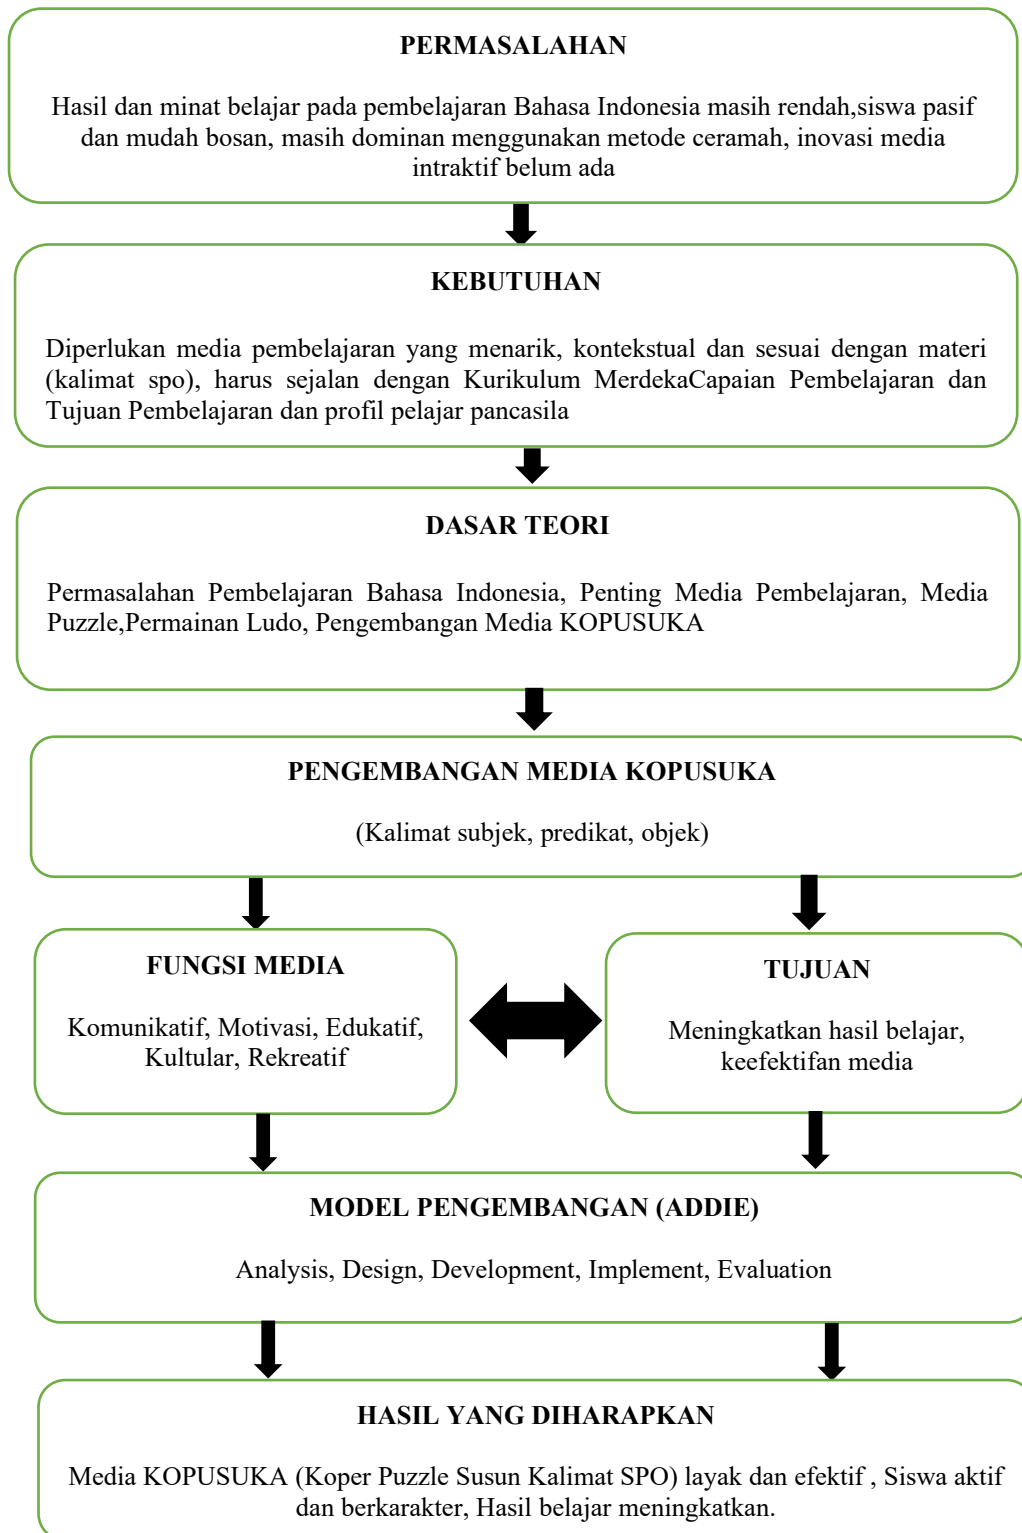 PERMASALAHAN
Hasil dan minat belajar pada pembelajaran Bahasa Indonesia masih rendah,siswa pasif
dan mudah bosan, masih dominan menggunakan metode ceramah, inovasi media
intraktif belum ada
KEBUTUHAN
Diperlukan media pembelajaran yang menarik, kontekstual dan sesuai dengan materi
(kalimat spo), harus sejalan dengan Kurikulum MerdekaCapaian Pembelajaran dan
Tujuan Pembelajaran dan profil pelajar pancasila
DASAR TEORI
Permasalahan Pembelajaran Bahasa Indonesia, Penting Media Pembelajaran, Media
Puzzle,Permainan Ludo, Pengembangan Media KOPUSUKA
PENGEMBANGAN MEDIA KOPUSUKA
(Kalimat subjek, predikat, objek)
FUNGSI MEDIA
Komunikatif, Motivasi, Edukatif,
Kultular, Rekreatif
TUJUAN
Meningkatkan hasil belajar,
keefektifan media
MODEL PENGEMBANGAN (ADDIE)
Analysis, Design, Development, Implement, Evaluation
HASIL YANG DIHARAPKAN
Media KOPUSUKA (Koper Puzzle Susun Kalimat SPO) layak dan efektif , Siswa aktif
dan berkarakter, Hasil belajar meningkatkan.